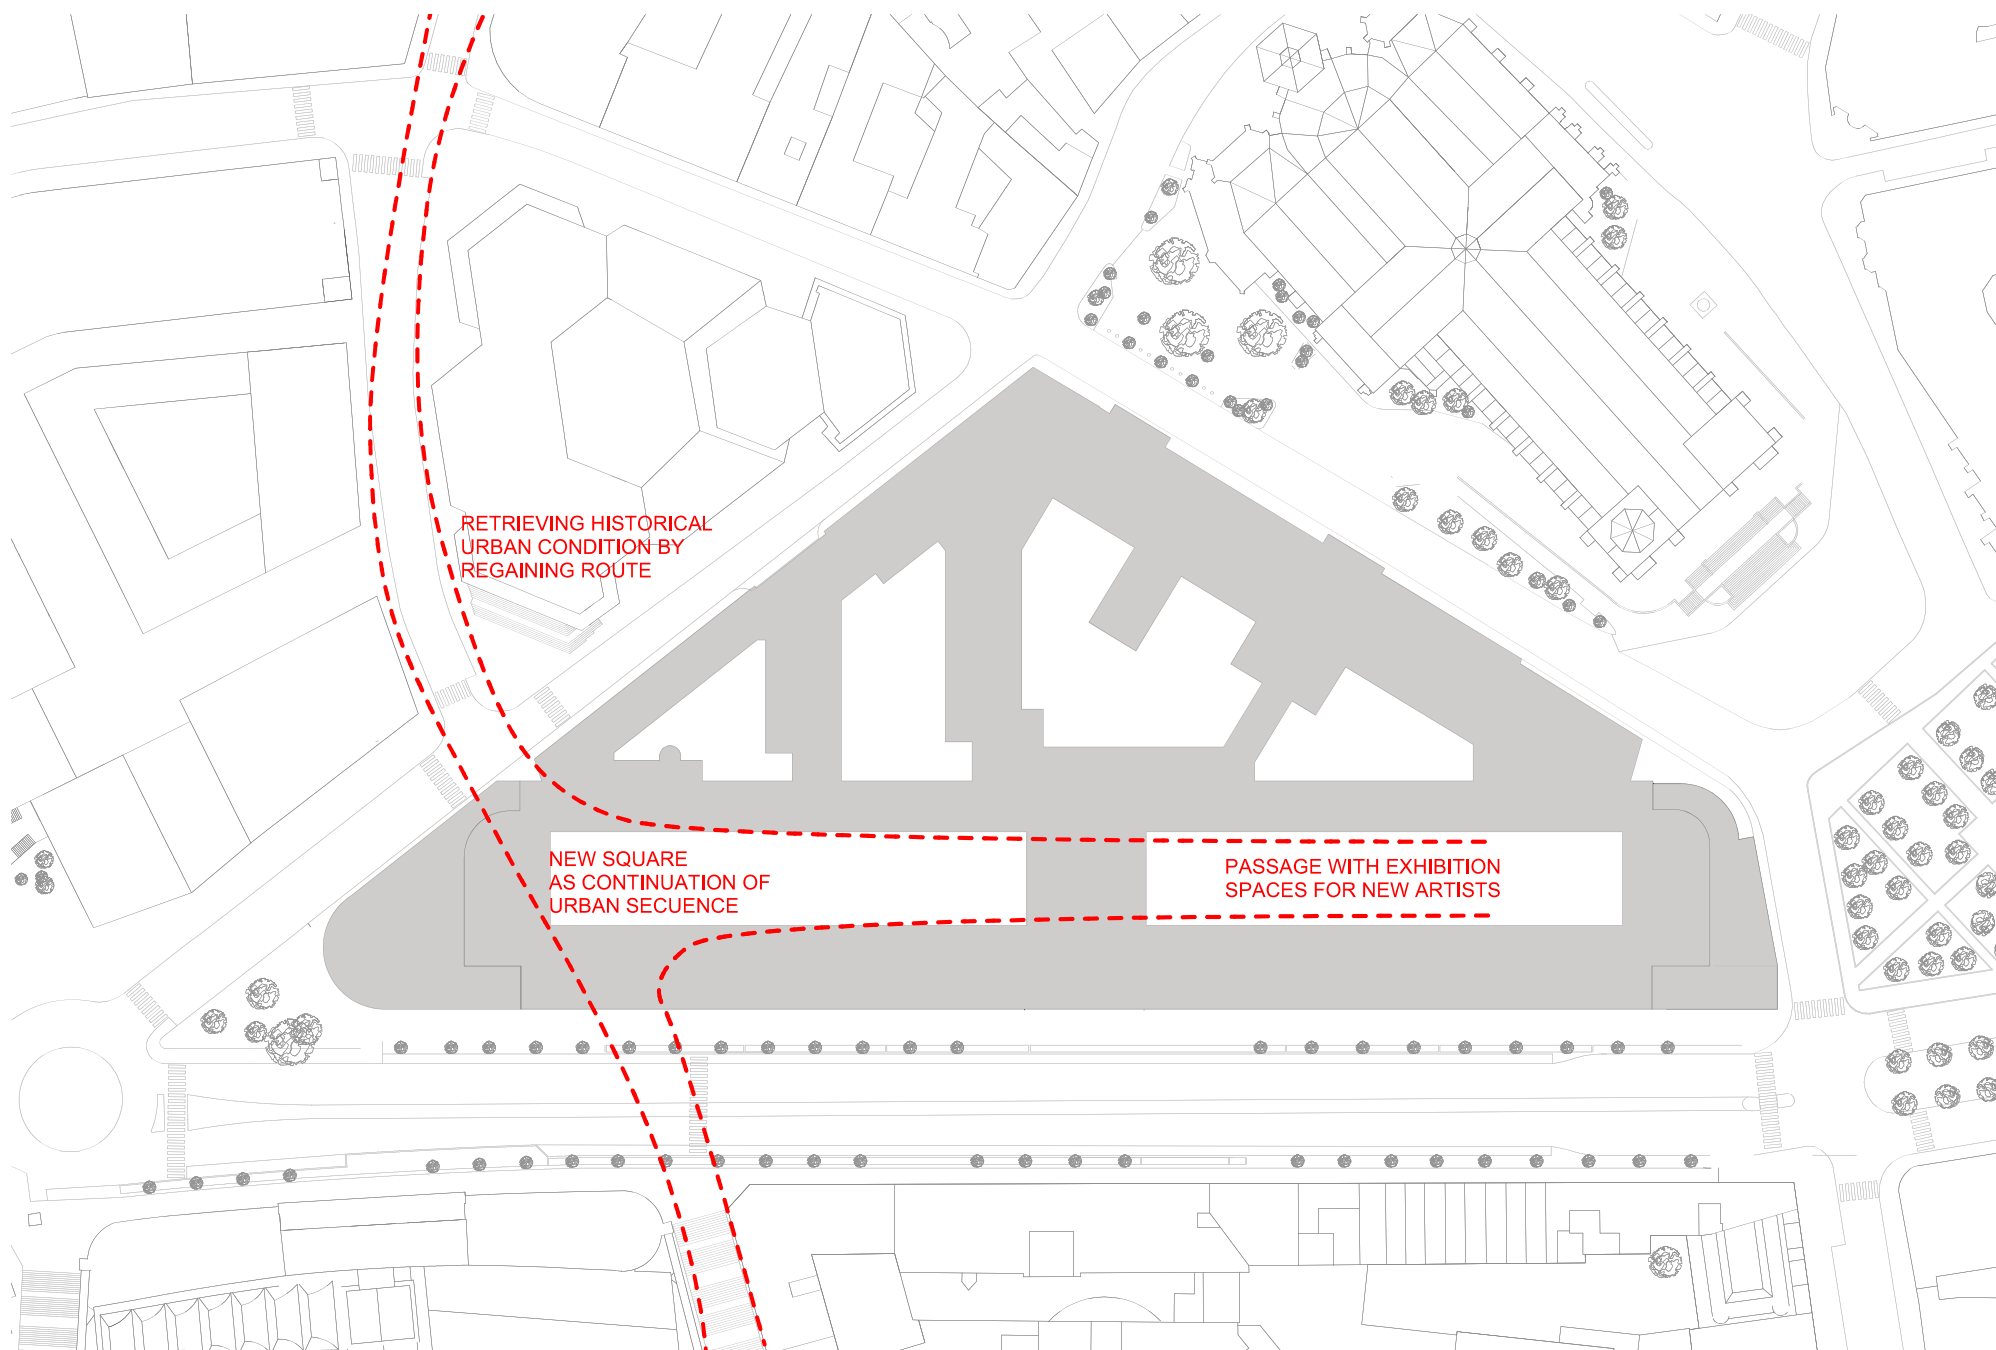 RETRIEVING HISTORICAL
URBAN CONDITION BY
REGAINING ROUTE
NEW SQUARE
AS CONTINUATION OF
URBAN SECUENCE
PASSAGE WITH EXHIBITION
SPACES FOR NEW ARTISTS